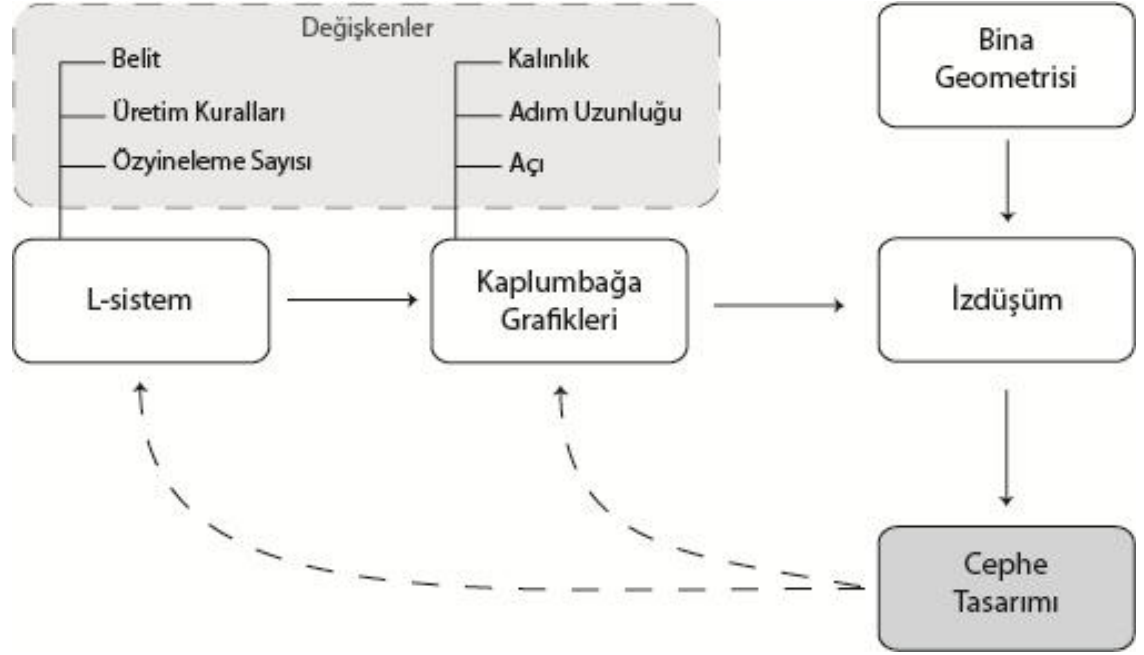 Değişkenler
Belit
Üretim Kuralları
Özyineleme Sayısı
Kalınlık
Adım Uzunluğu
Açı
Bina
Geometrisi
L-sistem
Kaplumbağa
Grafikleri
İzdüşüm
Cephe
Tasarımı